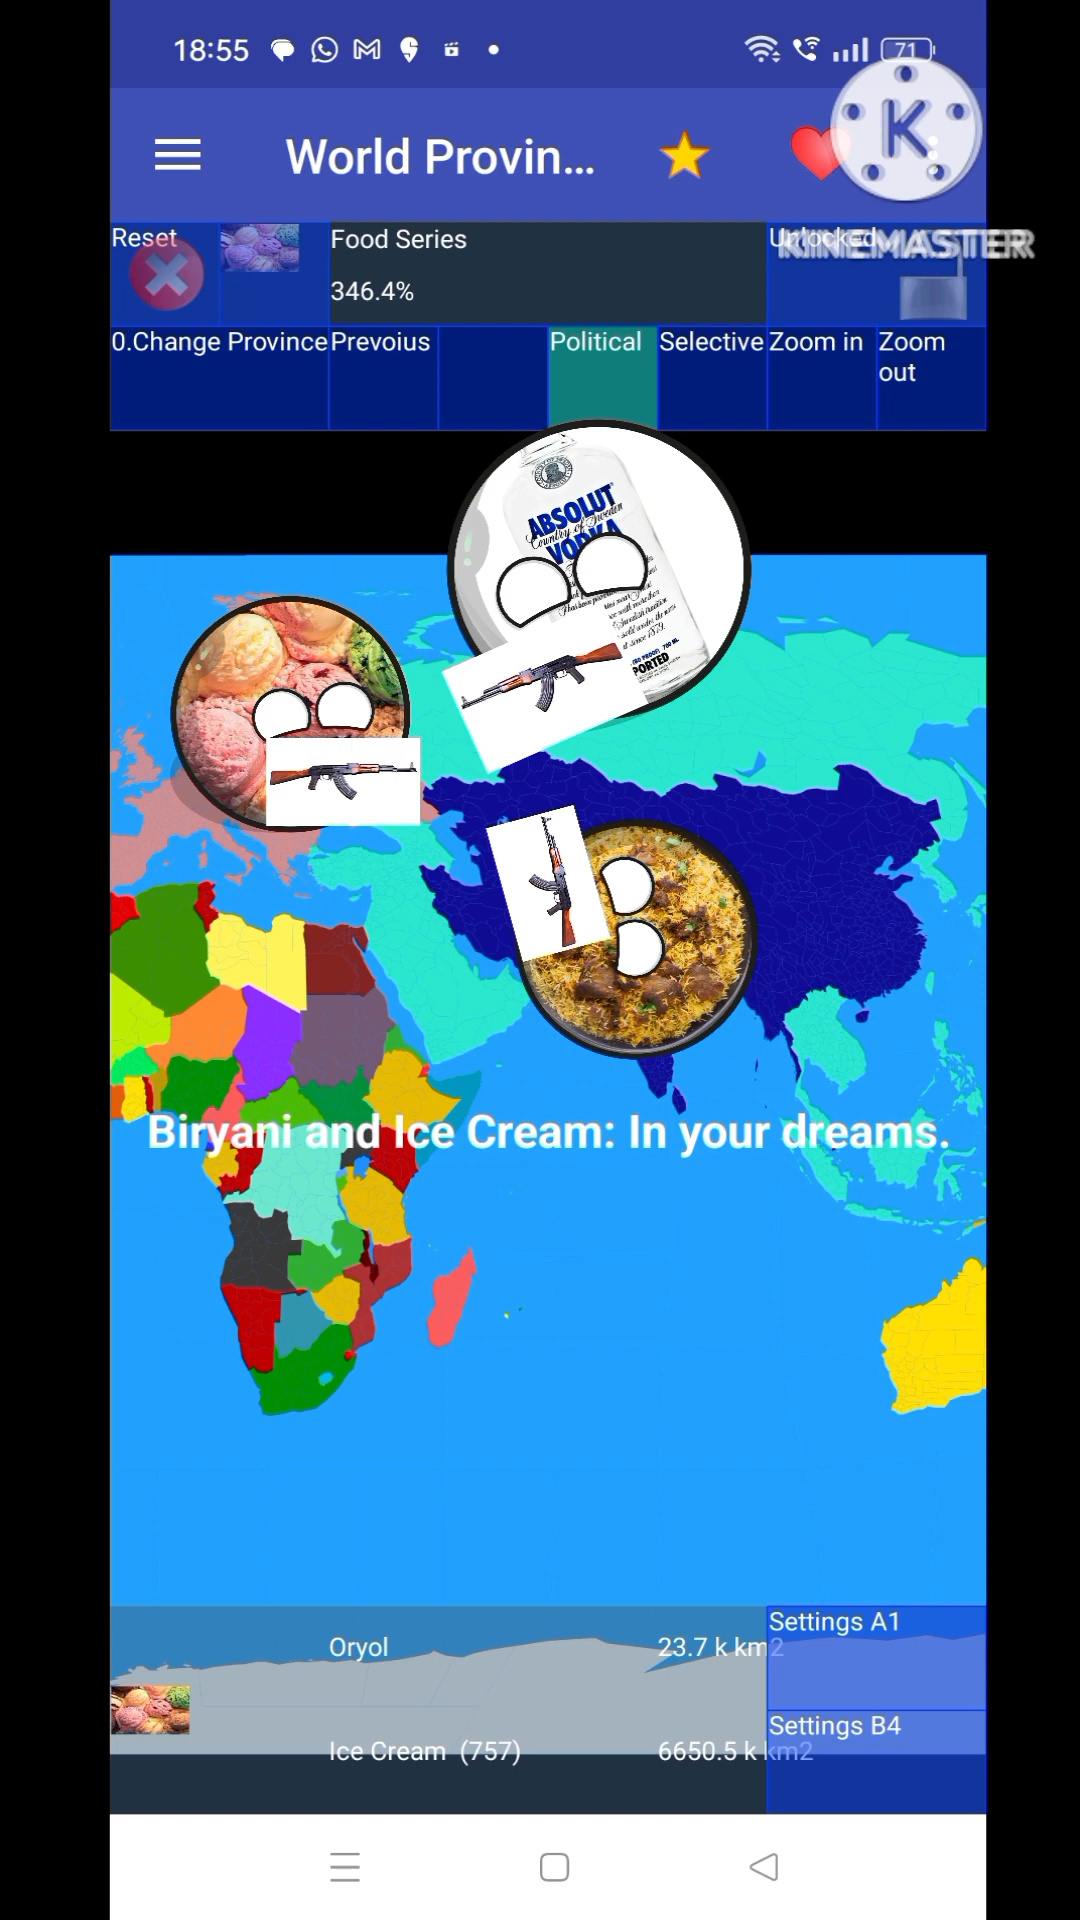 18:55
71
World Provin...
K
KINEMASTER
Reset
Food Series
Unlocked
346.4%
0.Change Province
Prevoius
Political
Selective
Zoom in
Zoom
out
ABSOLUT
Country of Sweden
VODKA
Biryani and Ice Cream: In your dreams.
Oryol
23.7 k km2
Settings A1
Settings B4
Ice Cream (757)
6650.5 k km2